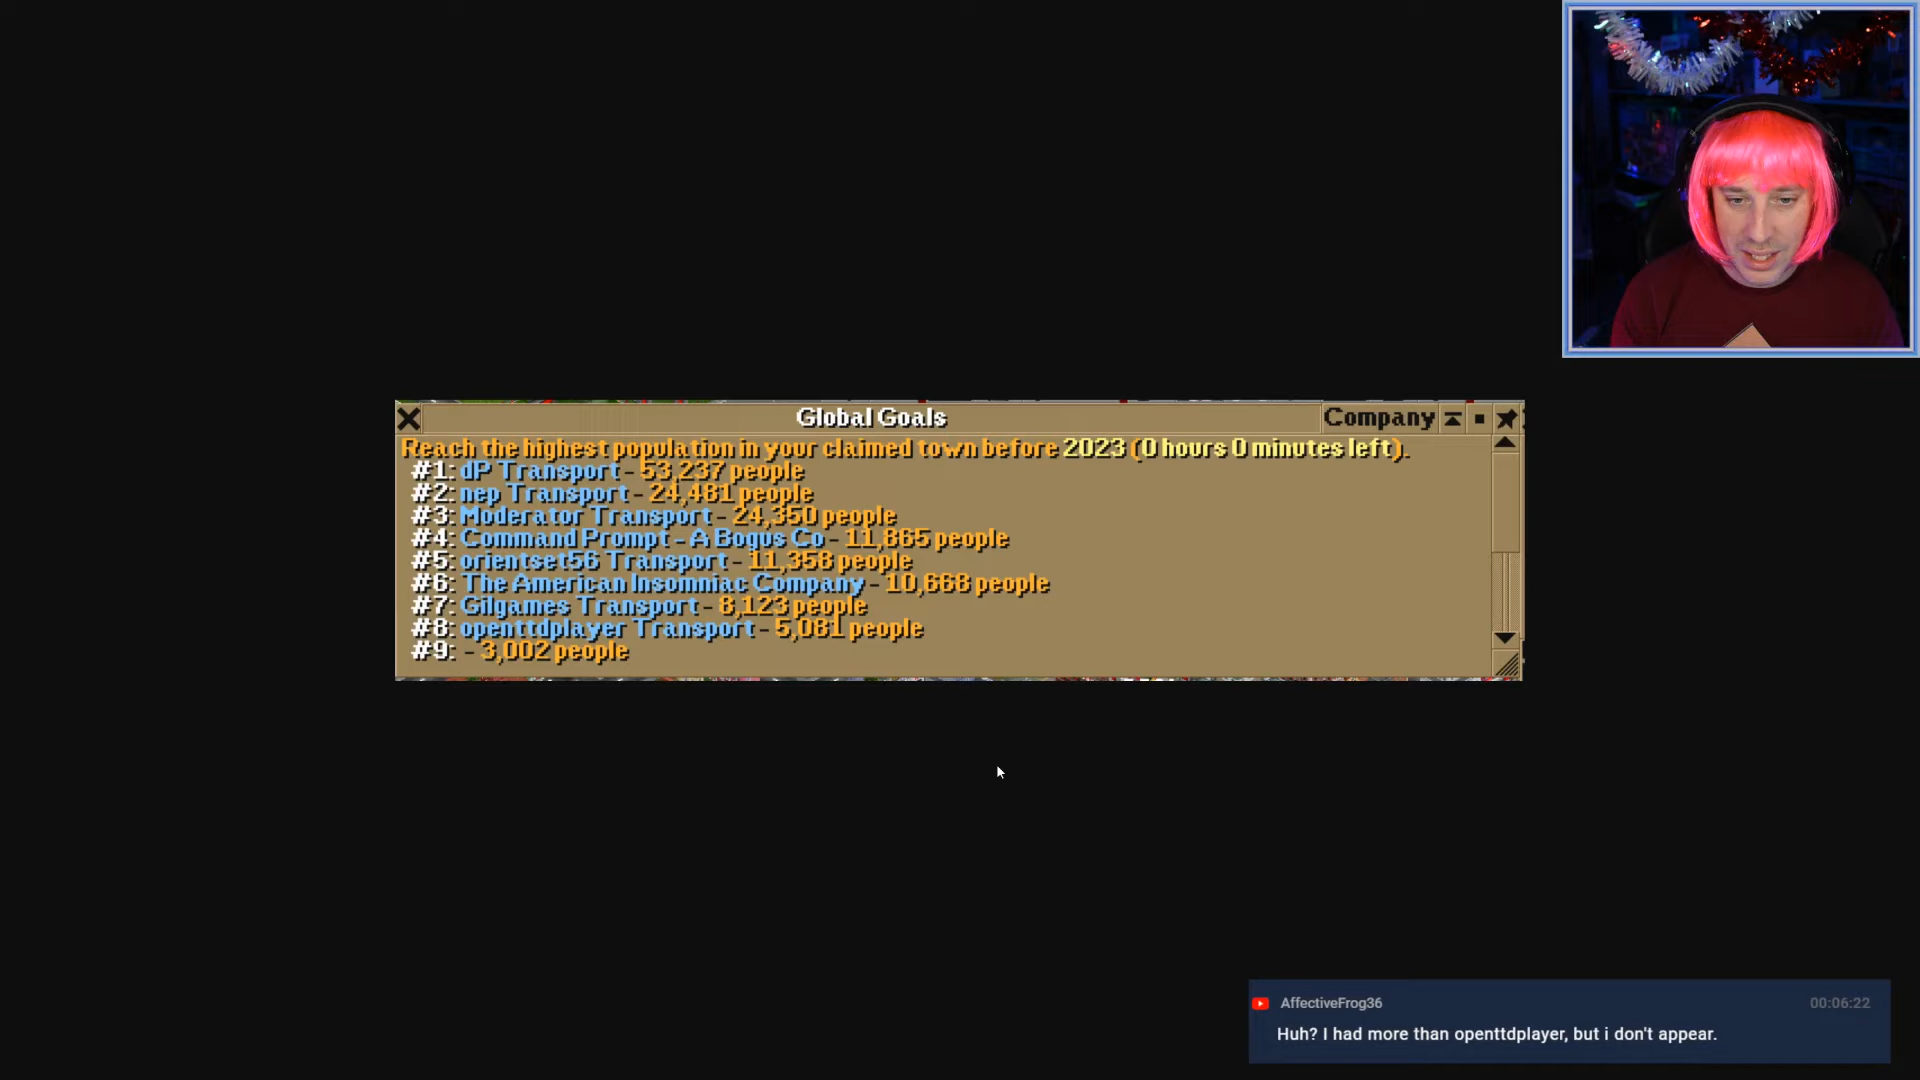 Global Goals
Company
Reach the highest population in your claimed town before 2023 (0 hours 0 minutes left).
#1: dP Transport - 53,237 people
#2: nep Transport - 24,481 people
#3: Moderator Transport - 24,350 people
#4: Command Prompt - A Bogus Co - 11,865 people
#5: orientset56 Transport - 11,358 people
#6: The American Insomniac Company - 10,668 people
#7: Gilgames Transport - 8,123 people
#8: openttdplayer Transport - 5,081 people
#9: - 3,002 people
AffectiveFrog36
00:06:22
Huh? I had more than openttdplayer, but i don't appear.